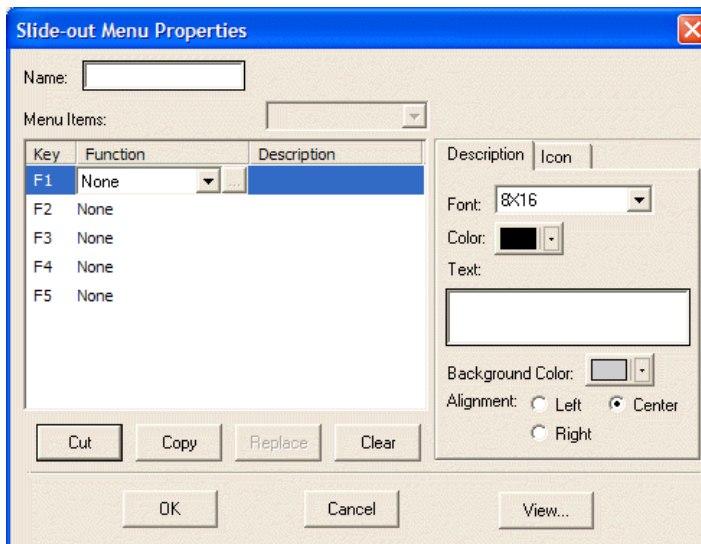 Slide-out Menu Properties
Name:
Menu Items:
Key Function Description
F1 None ...
F2 None
F3 None
F4 None
F5 None
Cut Copy Replace Clear
Description Icon
Font: 8X16
Color:
Text:
Background Color:
Alignment: Left Center
Right
OK Cancel View...